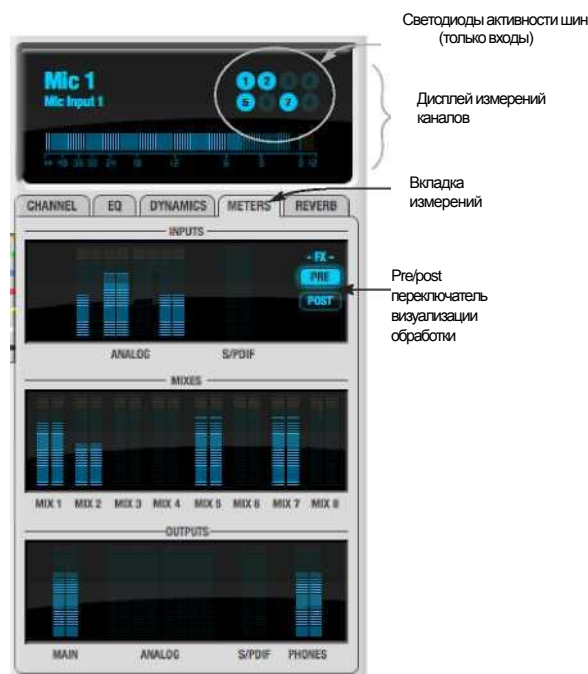 Светодиоды активности шин
(только входы)
Mic 1
Mic Input 1
1 2
5 7
Дисплей измерений
каналов
Вкладка
измерений
CHANNEL EQ DYNAMICS METERS REVERB
INPUTS
- FX -
PRE
POST
Pre/post
переключатель
визуализации
обработки
ANALOG S/PDIF
MIXES
MIX 1 MIX 2 MIX 3 MIX 4 MIX 5 MIX 6 MIX 7 MIX 8
OUTPUTS
MAIN ANALOG S/PDIF PHONES